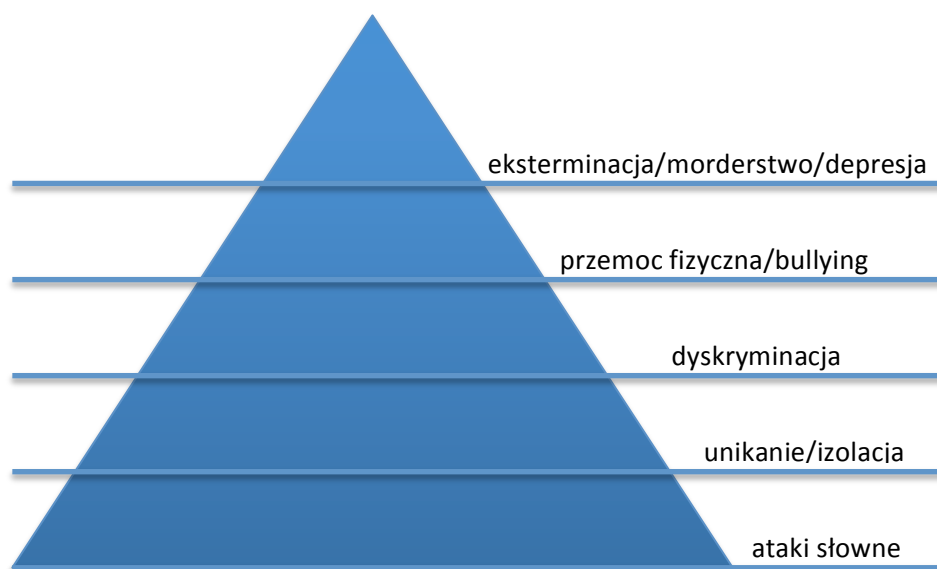 eksterminacja/morderstwo/depresja
przemoc fizyczna/bullying
dyskryminacja
unikanie/izolacja
ataki słowne